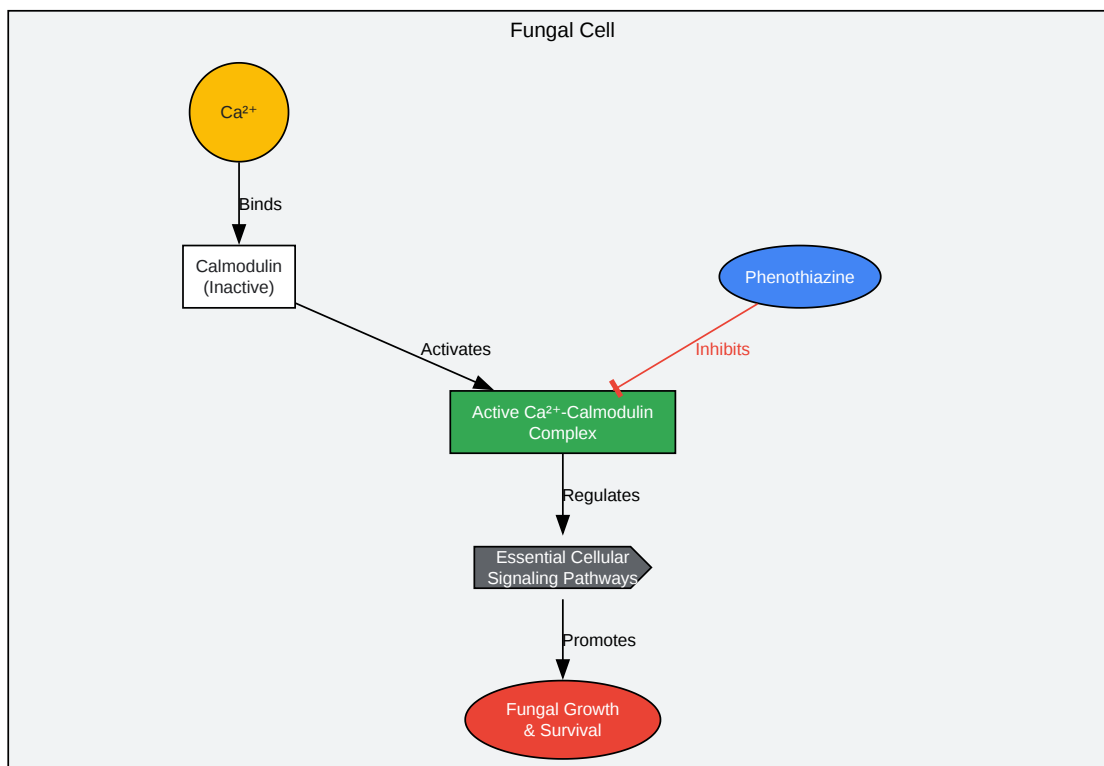 Fungal Cell
Ca²⁺
Binds
Calmodulin
(Inactive)
Phenothiazine
Activates
Inhibits
Active Ca²⁺-Calmodulin
Complex
Regulates
Essential Cellular
Signaling Pathways
Promotes
Fungal Growth
& Survival